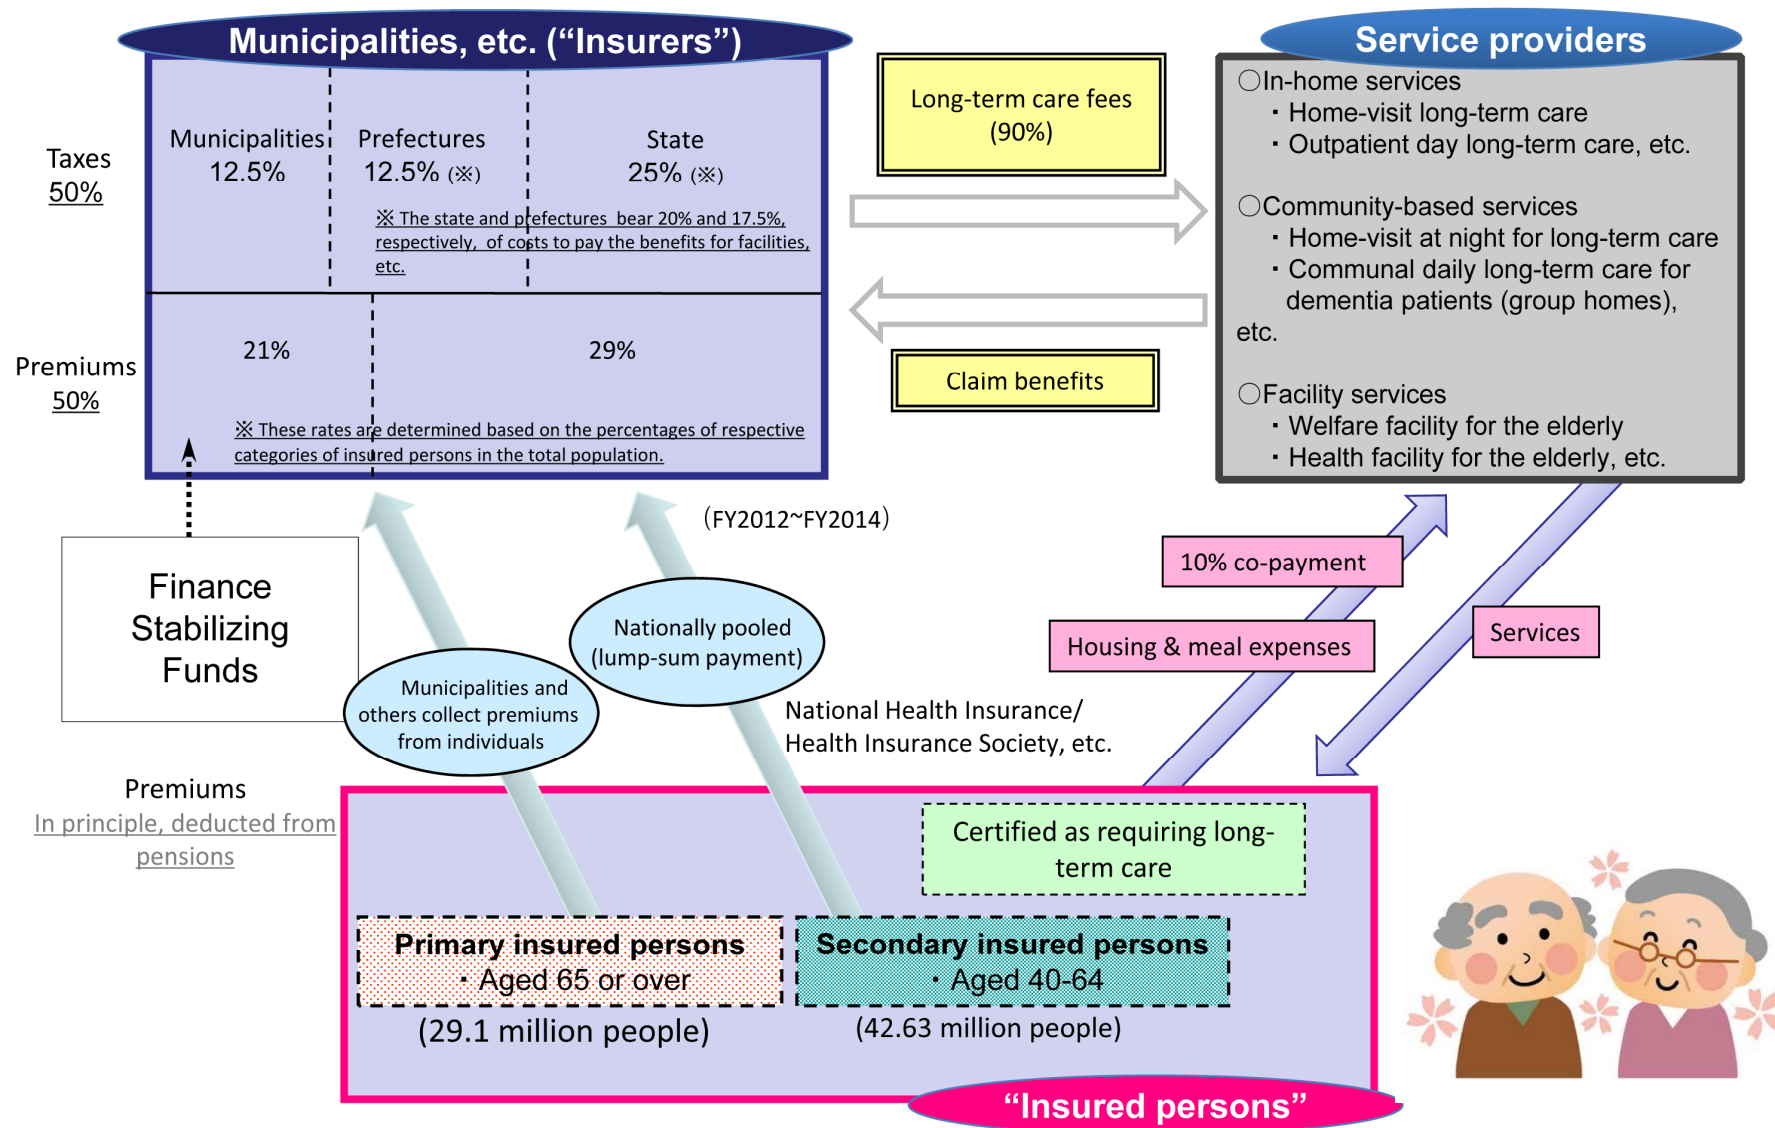 Municipalities, etc. (“Insurers”)
Taxes
50%
Municipalities
12.5%
Prefectures
12.5% (※)
State
25% (※)
※ The state and prefectures bear 20% and 17.5%,
respectively, of costs to pay the benefits for facilities,
etc.
Premiums
50%
21%
29%
※ These rates are determined based on the percentages of respective
categories of insured persons in the total population.
Long-term care fees
(90%)
Claim benefits
Service providers
○In-home services
・Home-visit long-term care
・Outpatient day long-term care, etc.
○Community-based services
・Home-visit at night for long-term care
・Communal daily long-term care for
dementia patients (group homes),
etc.
○Facility services
・Welfare facility for the elderly
・Health facility for the elderly, etc.
（FY2012~FY2014）
Finance
Stabilizing
Funds
Municipalities and
others collect premiums
from individuals
Nationally pooled
(lump-sum payment)
National Health Insurance/
Health Insurance Society, etc.
10% co-payment
Housing & meal expenses
Services
Premiums
In principle, deducted from
pensions
Certified as requiring long-
term care
Primary insured persons
・Aged 65 or over
(29.1 million people)
Secondary insured persons
・Aged 40-64
(42.63 million people)
“Insured persons”